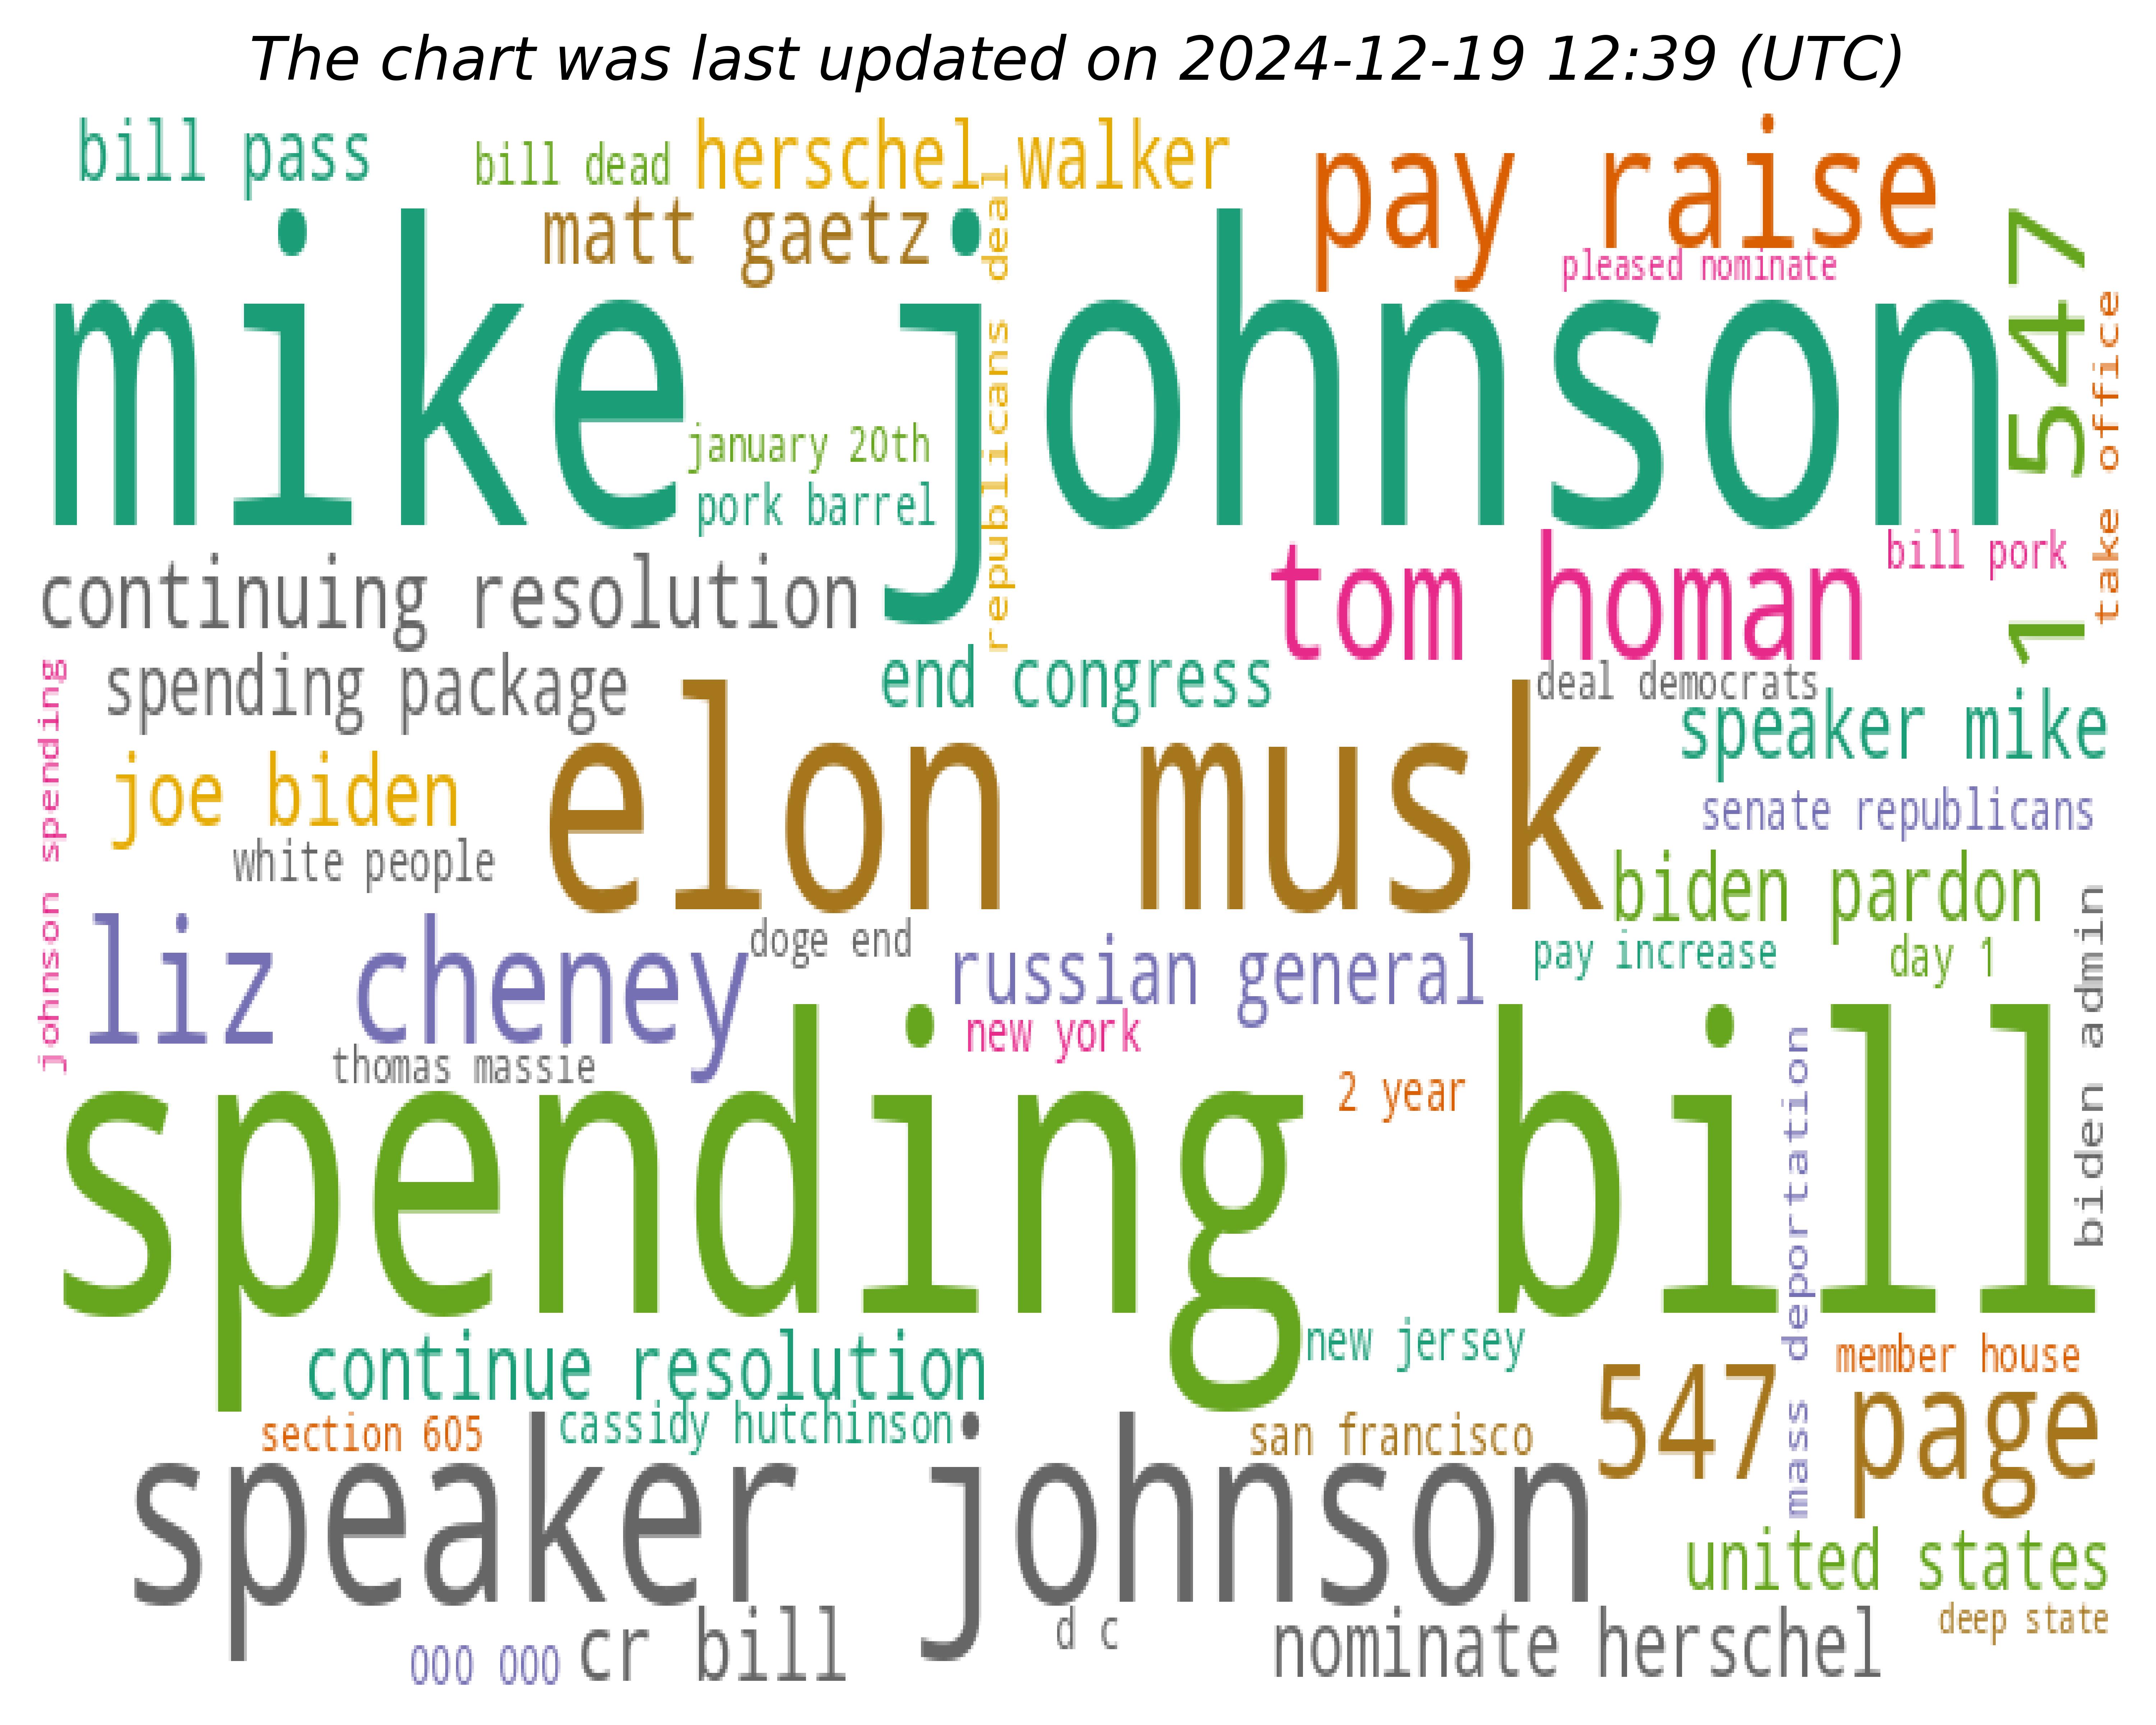 The chart was last updated on 2024-12-19 12:39 (UTC)
bill pass
bill dead
herschel walker
pay raise
matt gaetz
republicans deal
pleased nominate
mike johnson
1 547
take office
january 20th
pork barrel
continuing resolution
tom homan
bill pork
spending package
end congress
deal democrats
speaker mike
johnson spending
joe biden
elon musk
senate republicans
white people
biden pardon
liz cheney
doge end
russian general
pay increase
day 1
biden admin
new york
thomas massie
2 year
spending bill
mass deportation
continue resolution
new jersey
member house
section 605
cassidy hutchinson
san francisco
547 page
speaker johnson
united states
000 000
cr bill
d c
nominate herschel
deep state